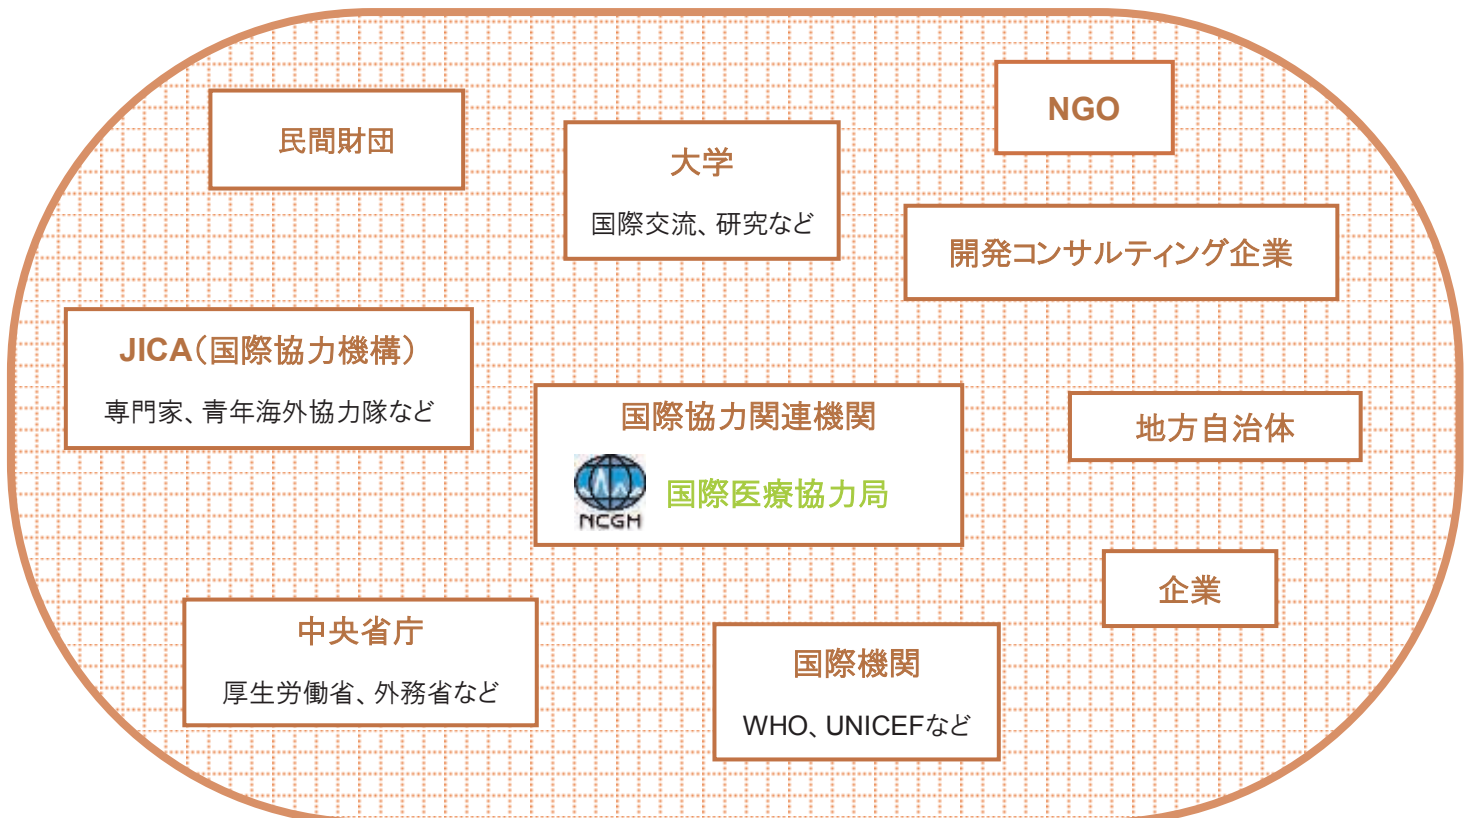 民間財団
大学
国際交流、研究など
NGO
開発コンサルティング企業
JICA（国際協力機構）
専門家、青年海外協力隊など
国際協力関連機関
NCGM
国際医療協力局
地方自治体
企業
中央省庁
厚生労働省、外務省など
国際機関
WHO、UNICEFなど